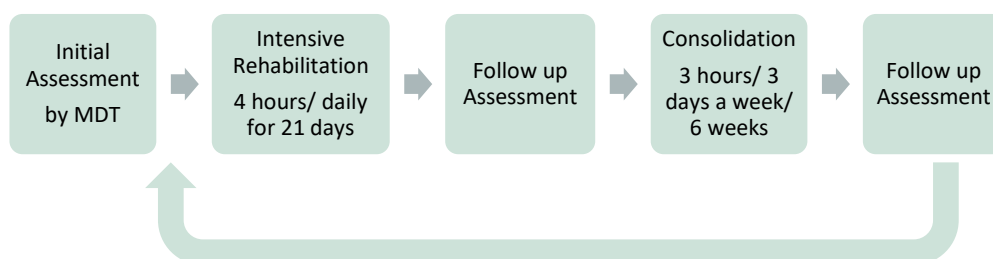 Initial
Assessment
by MDT
Intensive
Rehabilitation
4 hours/ daily
for 21 days
Follow up
Assessment
Consolidation
3 hours/ 3
days a week/
6 weeks
Follow up
Assessment